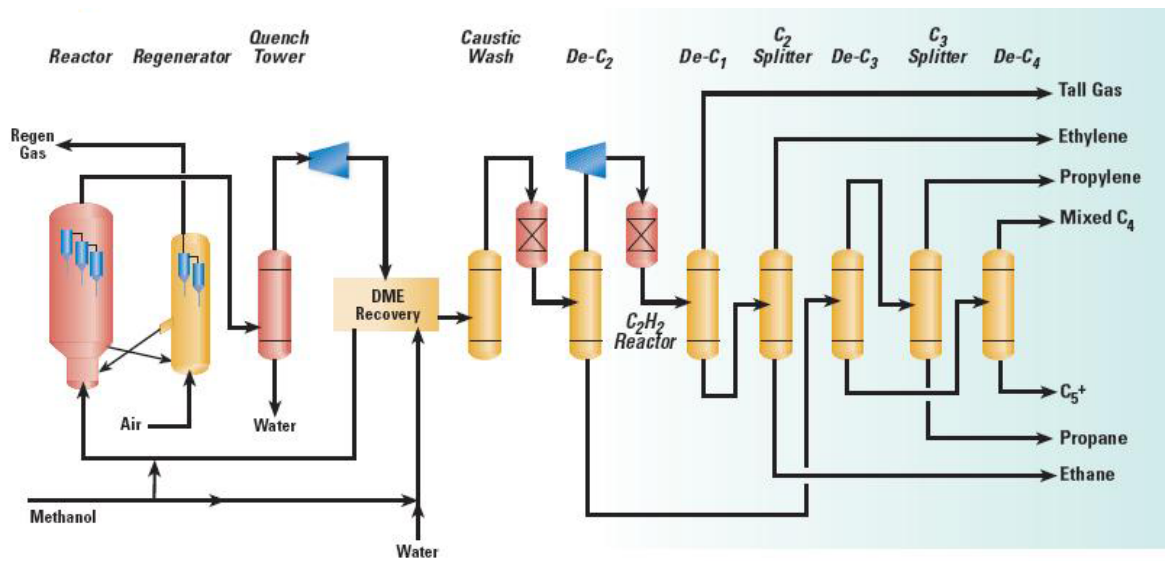 Reactor
Regenerator
Quench
Tower
Caustic
Wash
De-C₂
De-C₁
C₂
Splitter
De-C₃
C₃
Splitter
De-C₄
Regen
Gas
Tall Gas
Ethylene
Propylene
Mixed C₄
DME
Recovery
C₂H₂
Reactor
Air
Water
C₅+
Propane
Ethane
Methanol
Water